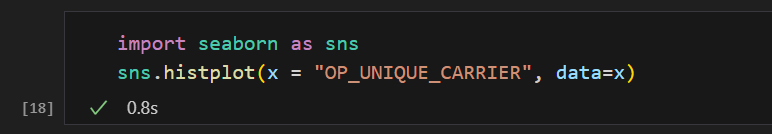 import seaborn as sns
sns.histplot(x = "OP_UNIQUE_CARRIER", data=x)
[18]
0.8s